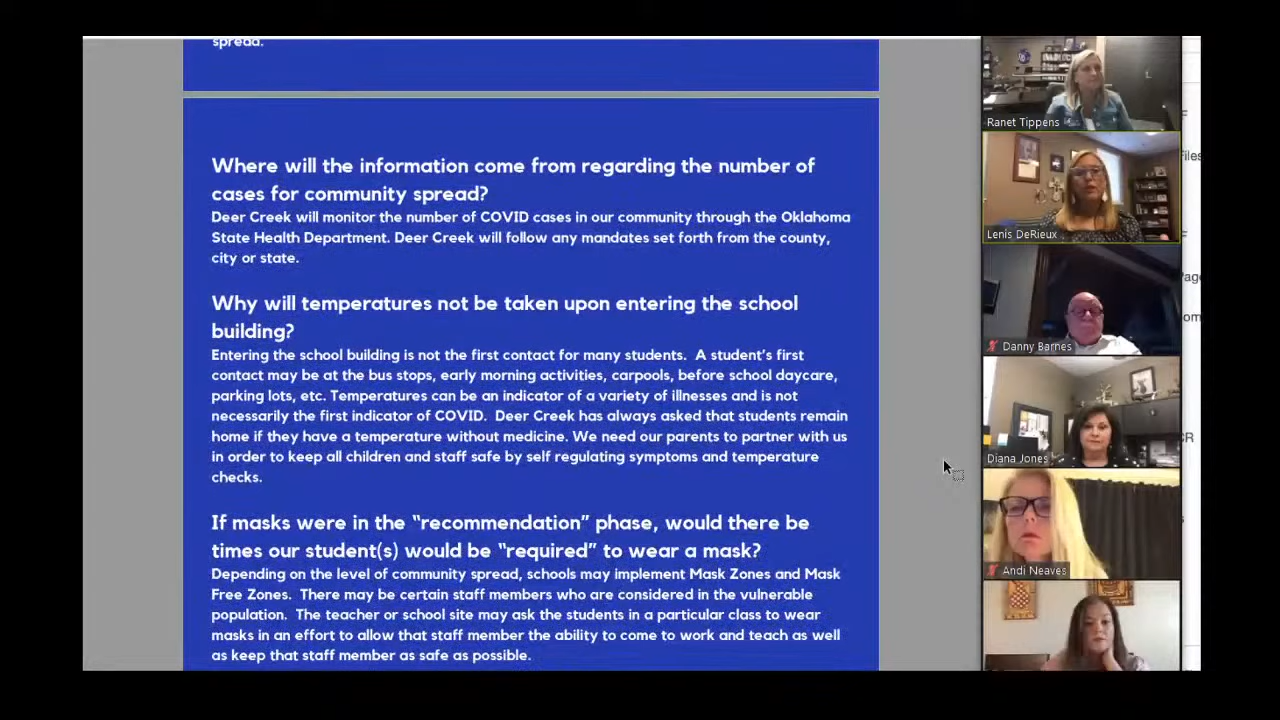 spread.
Where will the information come from regarding the number of
cases for community spread?
Deer Creek will monitor the number of COVID cases in our community through the Oklahoma
State Health Department. Deer Creek will follow any mandates set forth from the county,
city or state.
Why will temperatures not be taken upon entering the school
building?
Entering the school building is not the first contact for many students.  A student's first
contact may be at the bus stops, early morning activities, carpools, before school daycare,
parking lots, etc. Temperatures can be an indicator of a variety of illnesses and is not
necessarily the first indicator of COVID.  Deer Creek has always asked that students remain
home if they have a temperature without medicine. We need our parents to partner with us
in order to keep all children and staff safe by self regulating symptoms and temperature
checks.
If masks were in the “recommendation” phase, would there be
times our student(s) would be “required” to wear a mask?
Depending on the level of community spread, schools may implement Mask Zones and Mask
Free Zones.  There may be certain staff members who are considered in the vulnerable
population.  The teacher or school site may ask the students in a particular class to wear
masks in an effort to allow that staff member the ability to come to work and teach as well
as keep that staff member as safe as possible.
Ranet Tippens
Lenis DeRieux
Danny Barnes
Diana Jones
Andi Neaves